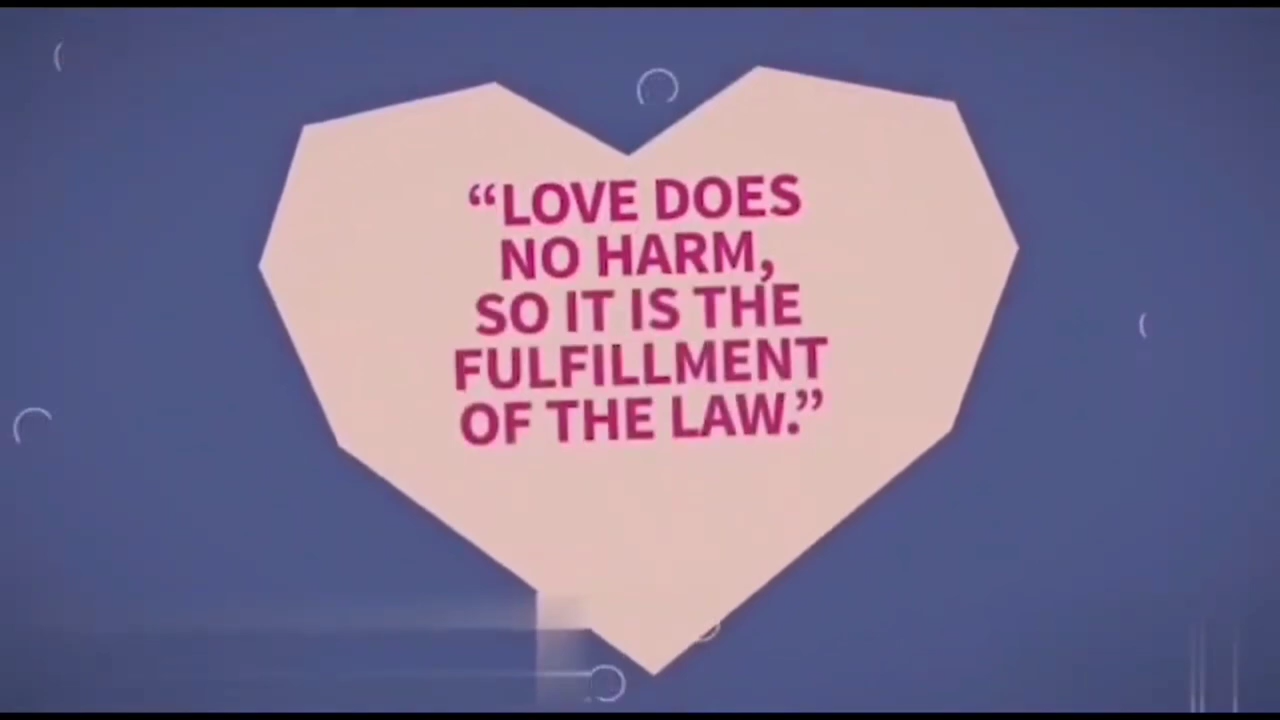 “LOVE DOES
NO HARM,
SO IT IS THE
FULFILLMENT
OF THE LAW.”